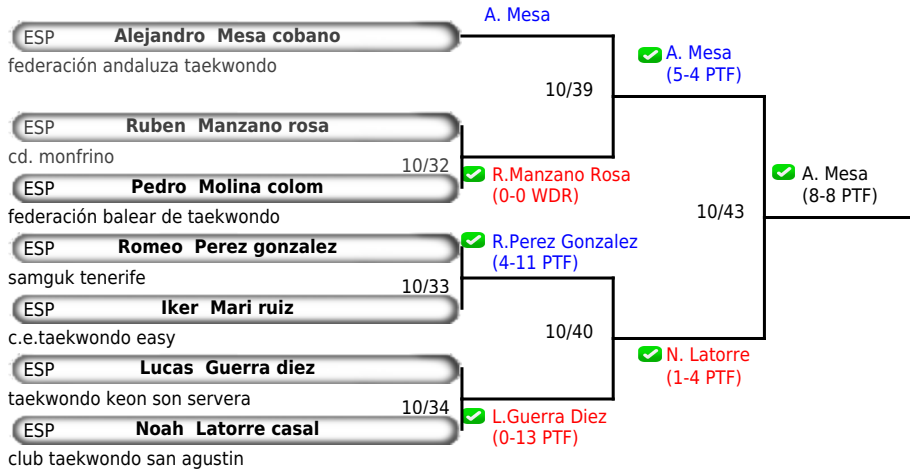 A. Mesa
ESP Alejandro Mesa cobano
federación andaluza taekwondo
A. Mesa
(5-4 PTF)
10/39
ESP Ruben Manzano rosa
cd. monfrino
10/32
R.Manzano Rosa
(0-0 WDR)
ESP Pedro Molina colom
federación balear de taekwondo
A. Mesa
(8-8 PTF)
10/43
ESP Romeo Perez gonzalez
samguk tenerife
R.Perez Gonzalez
(4-11 PTF)
10/33
ESP Iker Mari ruiz
c.e.taekwondo easy
10/40
N. Latorre
(1-4 PTF)
ESP Lucas Guerra diez
taekwondo keon son servera
10/34
L.Guerra Diez
(0-13 PTF)
ESP Noah Latorre casal
club taekwondo san agustin